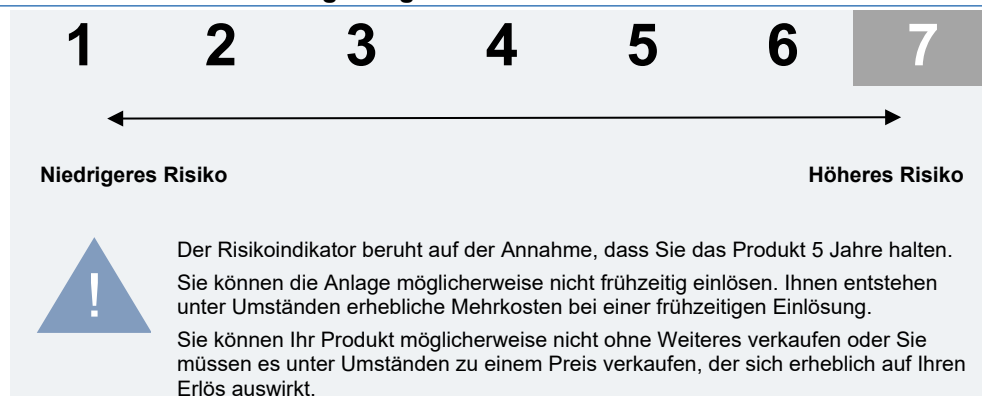 1 2 3 4 5 6 7
Niedrigeres Risiko Höheres Risiko
!
Der Risikoindikator beruht auf der Annahme, dass Sie das Produkt 5 Jahre halten.
Sie können die Anlage möglicherweise nicht frühzeitig einlösen. Ihnen entstehen
unter Umständen erhebliche Mehrkosten bei einer frühzeitigen Einlösung.
Sie können Ihr Produkt möglicherweise nicht ohne Weiteres verkaufen oder Sie
müssen es unter Umständen zu einem Preis verkaufen, der sich erheblich auf Ihren
Erlös auswirkt.